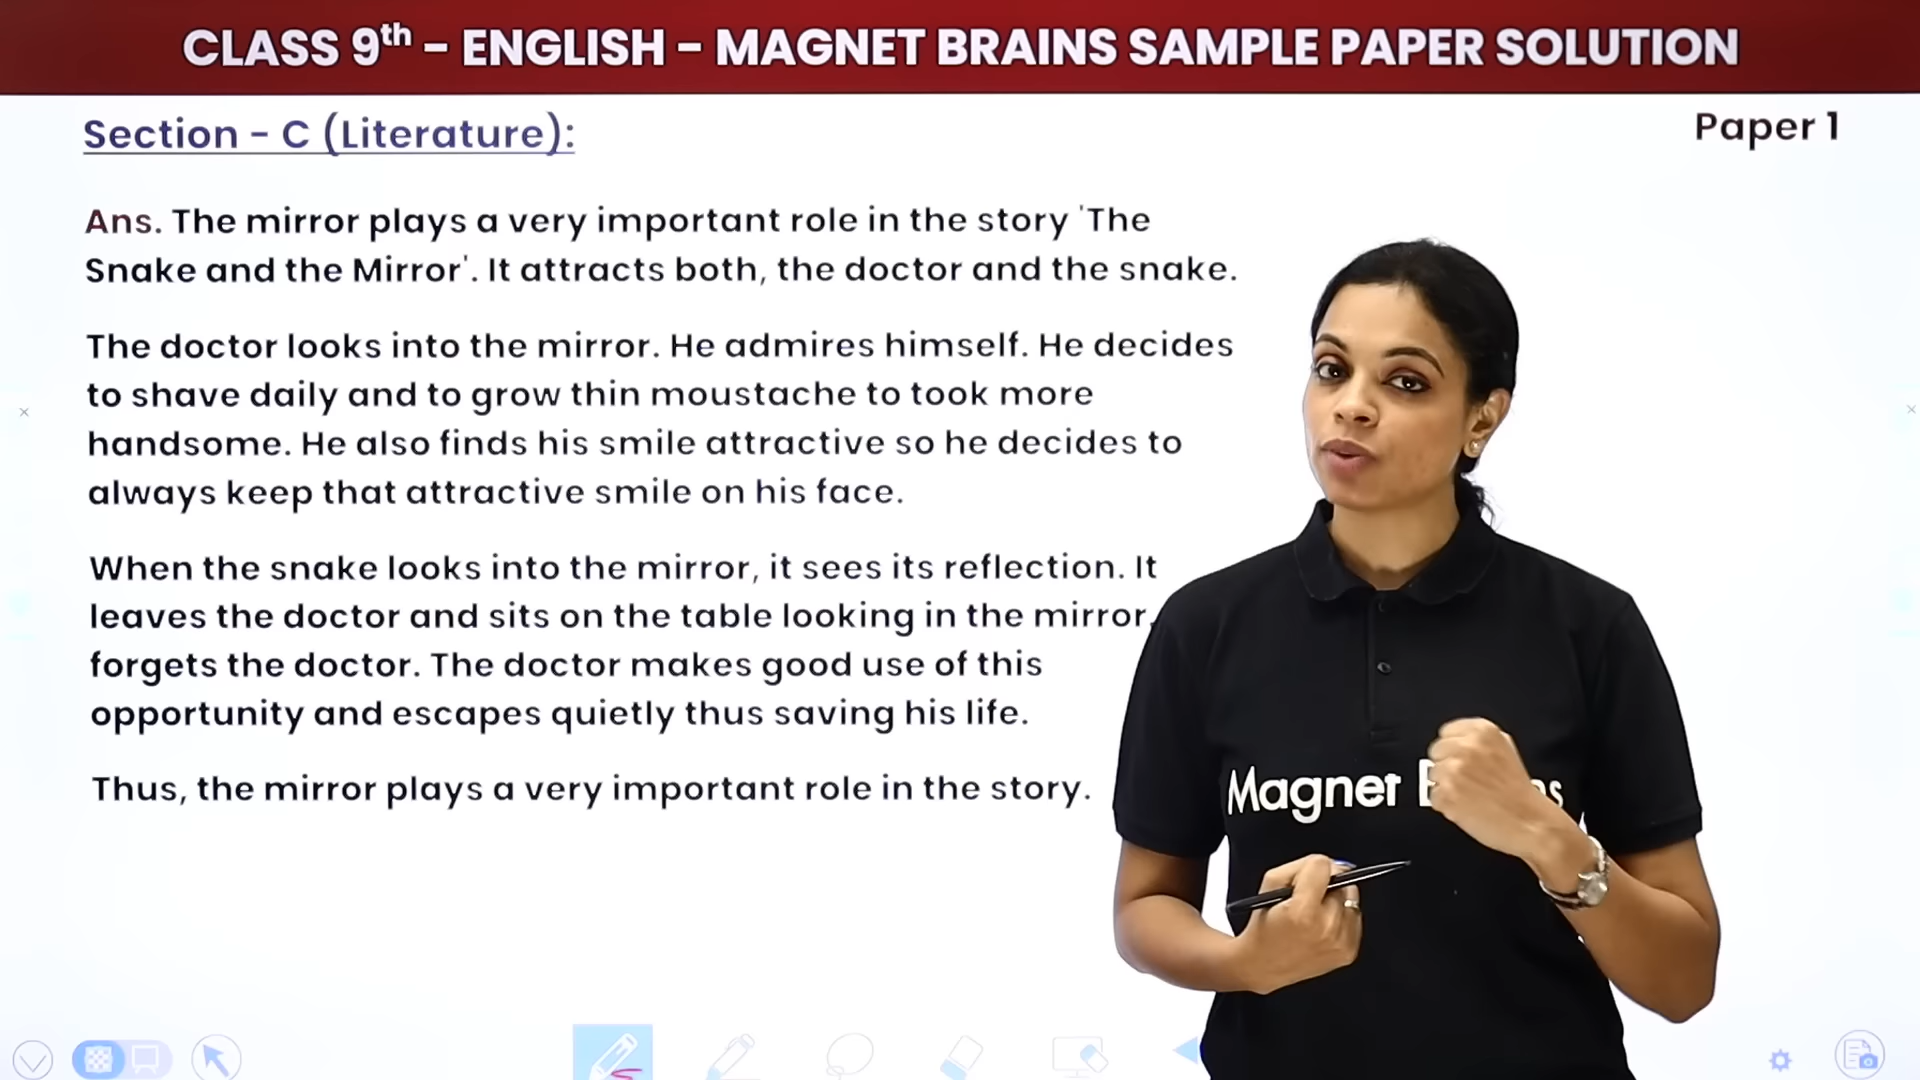 CLASS 9th – ENGLISH – MAGNET BRAINS SAMPLE PAPER SOLUTION
Section - C (Literature):
Paper 1
Ans. The mirror plays a very important role in the story 'The
Snake and the Mirror'. It attracts both, the doctor and the snake.
The doctor looks into the mirror. He admires himself. He decides
to shave daily and to grow thin moustache to took more
handsome. He also finds his smile attractive so he decides to
always keep that attractive smile on his face.
When the snake looks into the mirror, it sees its reflection. It
leaves the doctor and sits on the table looking in the mirror,
forgets the doctor. The doctor makes good use of this
opportunity and escapes quietly thus saving his life.
Thus, the mirror plays a very important role in the story.
Magnet